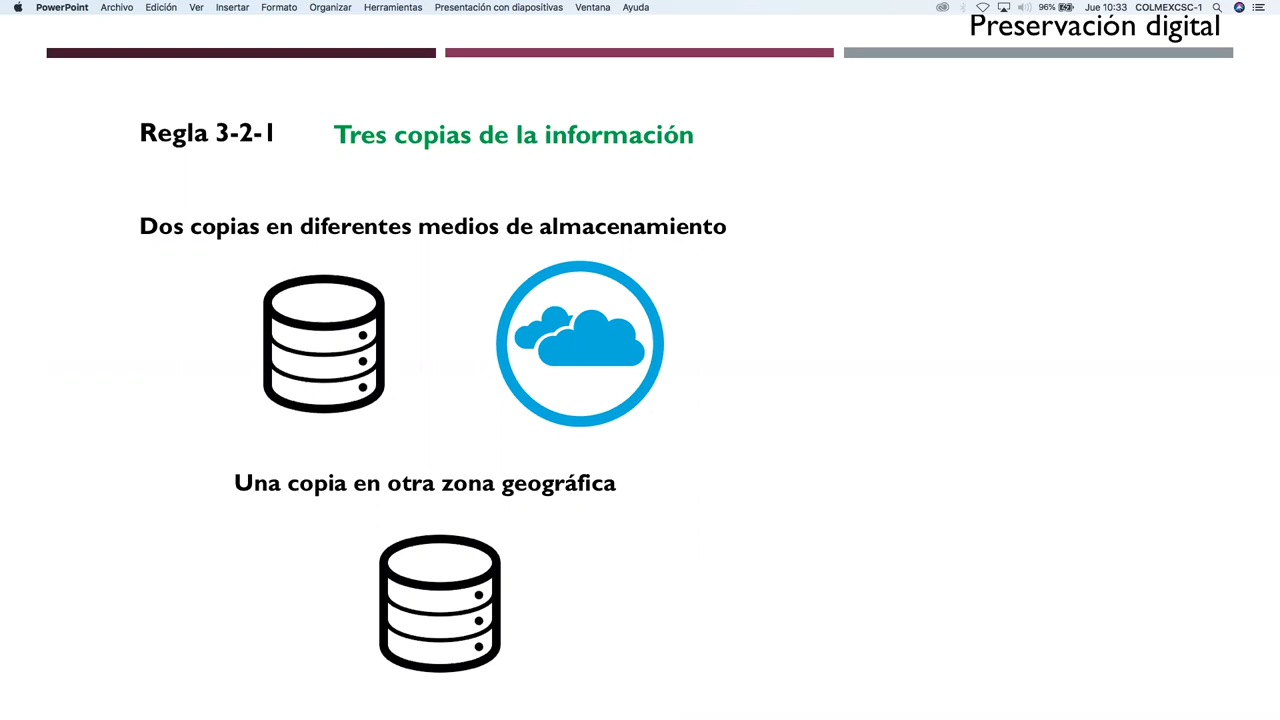 PowerPoint Archivo Edición Ver Insertar Formato Organizar Herramientas Presentación con diapositivas Ventana Ayuda 96% Jue 10:33 COLMEXCSC-1
Preservación digital
Regla 3-2-1 Tres copias de la información
Dos copias en diferentes medios de almacenamiento
Una copia en otra zona geográfica